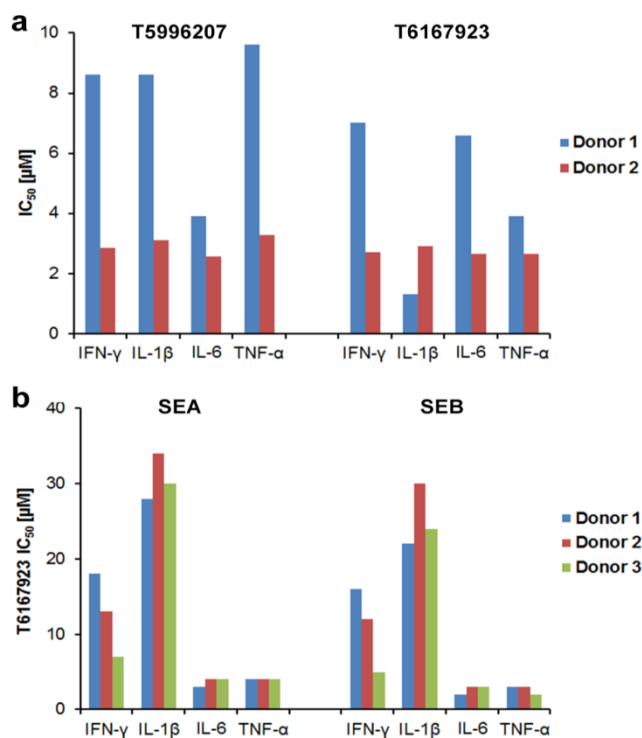 a
T5996207 T6167923
10
8
6
4
2
0
IC50 [µM]
Donor 1
Donor 2
IFN-γ IL-1β IL-6 TNF-α IFN-γ IL-1β IL-6 TNF-α
b
SEA SEB
40
30
20
10
0
T6167923 IC50 [µM]
Donor 1
Donor 2
Donor 3
IFN-γ IL-1β IL-6 TNF-α IFN-γ IL-1β IL-6 TNF-α